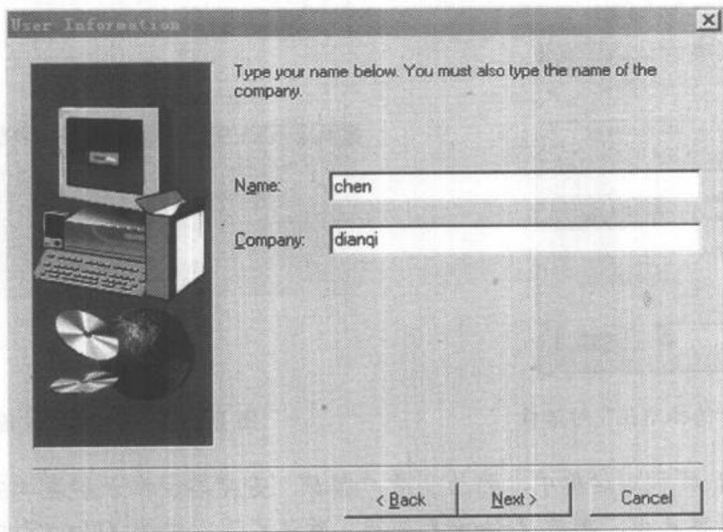 User Information
Type your name below. You must also type the name of the
company.
Name: chen
Company: dianqi
< Back Next > Cancel